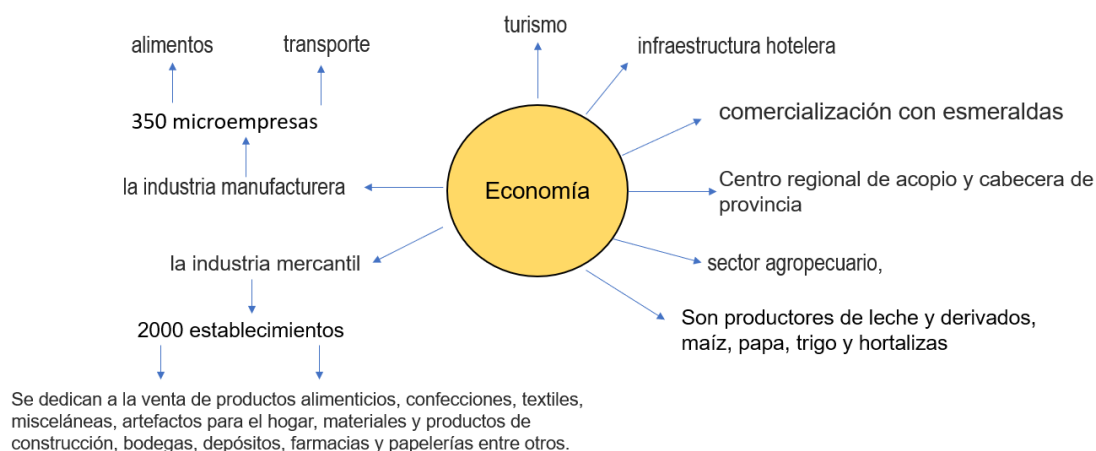 turismo
alimentos
transporte
infraestructura hotelera
350 microempresas
comercialización con esmeraldas
la industria manufacturera
Economía
Centro regional de acopio y cabecera de
provincia
la industria mercantil
sector agropecuario,
2000 establecimientos
Son productores de leche y derivados,
maíz, papa, trigo y hortalizas
Se dedican a la venta de productos alimenticios, confecciones, textiles,
misceláneas, artefactos para el hogar, materiales y productos de
construcción, bodegas, depósitos, farmacias y papelerías entre otros.